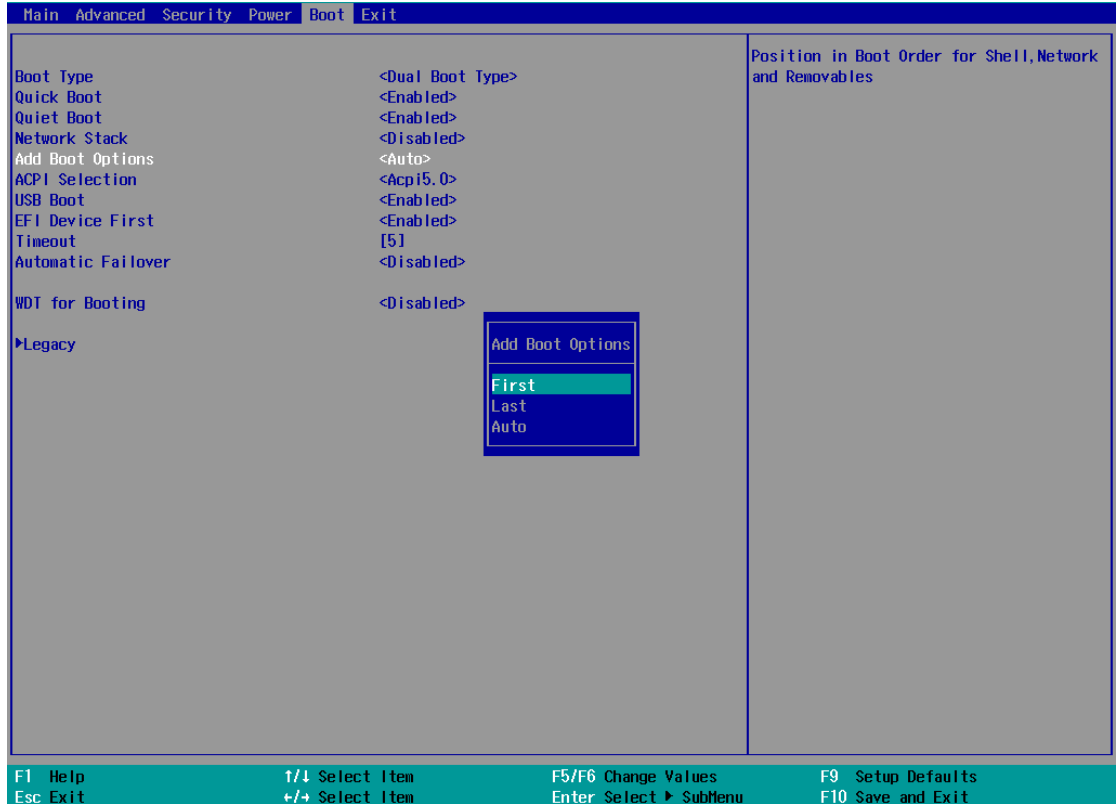 Main Advanced Security Power Boot Exit
Position in Boot Order for Shell,Network
and Removables
Boot Type <Dual Boot Type>
Quick Boot <Enabled>
Quiet Boot <Enabled>
Network Stack <Disabled>
Add Boot Options <Auto>
ACPI Selection <Acpi5.0>
USB Boot <Enabled>
EFI Device First <Enabled>
Timeout [5]
Automatic Failover <Disabled>
WDT for Booting <Disabled>
▶Legacy
Add Boot Options
First
Last
Auto
F1 Help ↑/↓ Select Item F5/F6 Change Values F9 Setup Defaults
Esc Exit ←/→ Select Item Enter Select ▶ SubMenu F10 Save and Exit